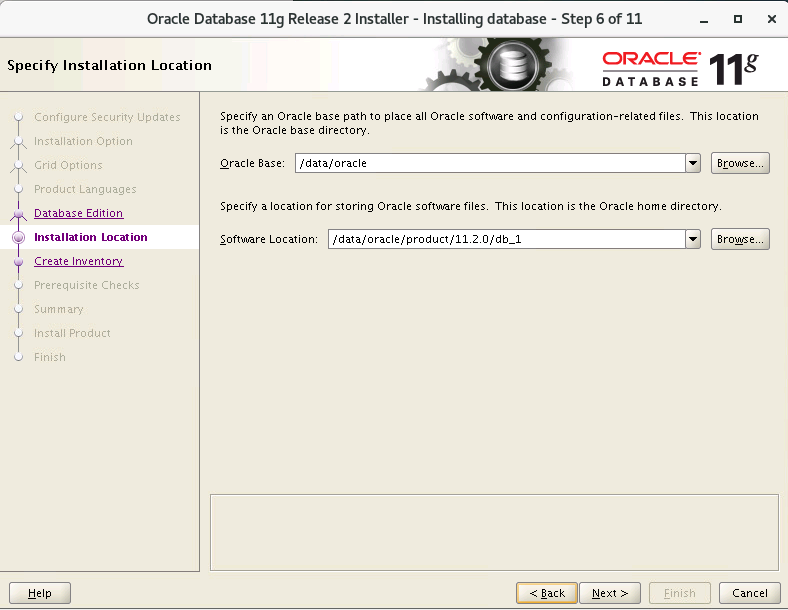 Oracle Database 11g Release 2 Installer - Installing database - Step 6 of 11
Specify Installation Location
ORACLE
DATABASE
11g
Configure Security Updates
Installation Option
Grid Options
Product Languages
Database Edition
Installation Location
Create Inventory
Prerequisite Checks
Summary
Install Product
Finish
Specify an Oracle base path to place all Oracle software and configuration-related files. This location
is the Oracle base directory.
Oracle Base: /data/oracle Browse...
Specify a location for storing Oracle software files. This location is the Oracle home directory.
Software Location: /data/oracle/product/11.2.0/db_1 Browse...
Help < Back Next > Finish Cancel